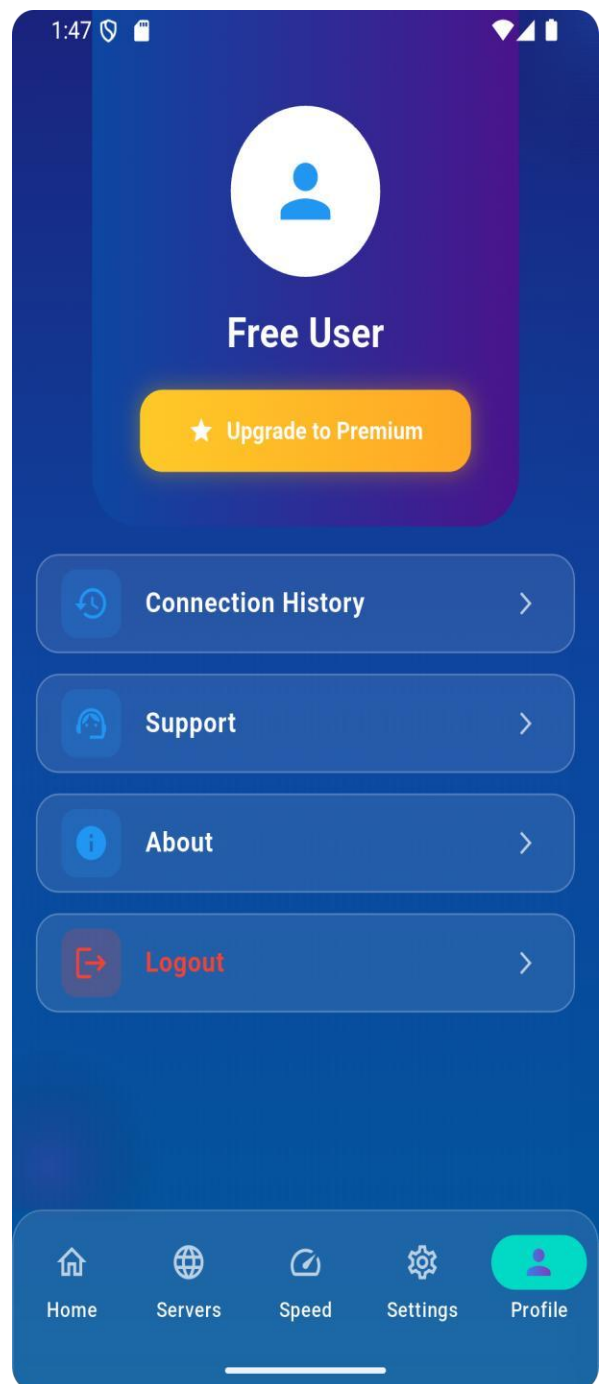 1:47
Free User
Upgrade to Premium
Connection History
Support
About
Logout
Home Servers Speed Settings Profile